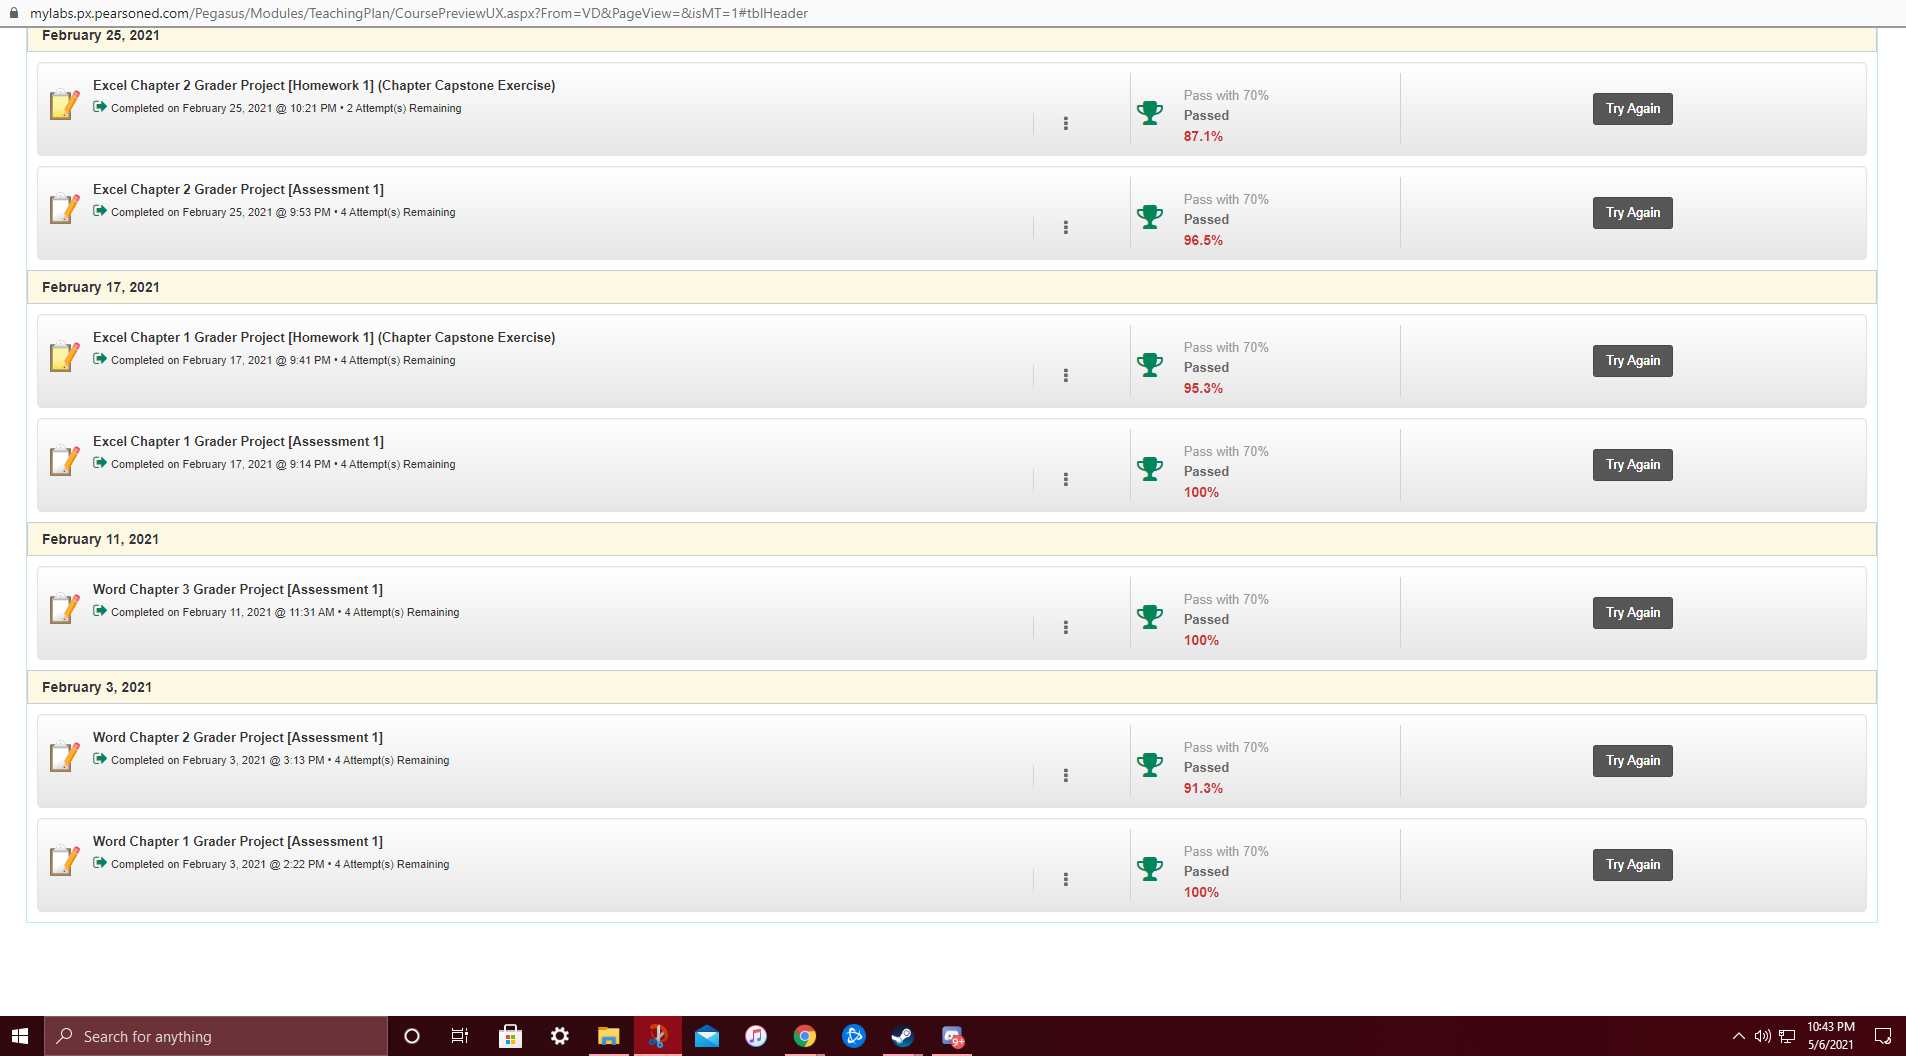 mylabs.px.pearsoned.com/Pegasus/Modules/TeachingPlan/CoursePreviewUX.aspx?From=VD&PageView=&isMT=1#tblHeader
February 25, 2021
Excel Chapter 2 Grader Project [Homework 1] (Chapter Capstone Exercise)
Completed on February 25, 2021 @ 10:21 PM • 2 Attempt(s) Remaining
Pass with 70%
Passed
87.1%
Try Again
Excel Chapter 2 Grader Project [Assessment 1]
Completed on February 25, 2021 @ 9:53 PM • 4 Attempt(s) Remaining
Pass with 70%
Passed
96.5%
Try Again
February 17, 2021
Excel Chapter 1 Grader Project [Homework 1] (Chapter Capstone Exercise)
Completed on February 17, 2021 @ 9:41 PM • 4 Attempt(s) Remaining
Pass with 70%
Passed
95.3%
Try Again
Excel Chapter 1 Grader Project [Assessment 1]
Completed on February 17, 2021 @ 9:14 PM • 4 Attempt(s) Remaining
Pass with 70%
Passed
100%
Try Again
February 11, 2021
Word Chapter 3 Grader Project [Assessment 1]
Completed on February 11, 2021 @ 11:31 AM • 4 Attempt(s) Remaining
Pass with 70%
Passed
100%
Try Again
February 3, 2021
Word Chapter 2 Grader Project [Assessment 1]
Completed on February 3, 2021 @ 3:13 PM • 4 Attempt(s) Remaining
Pass with 70%
Passed
91.3%
Try Again
Word Chapter 1 Grader Project [Assessment 1]
Completed on February 3, 2021 @ 2:22 PM • 4 Attempt(s) Remaining
Pass with 70%
Passed
100%
Try Again
Search for anything
9+
10:43 PM
5/6/2021